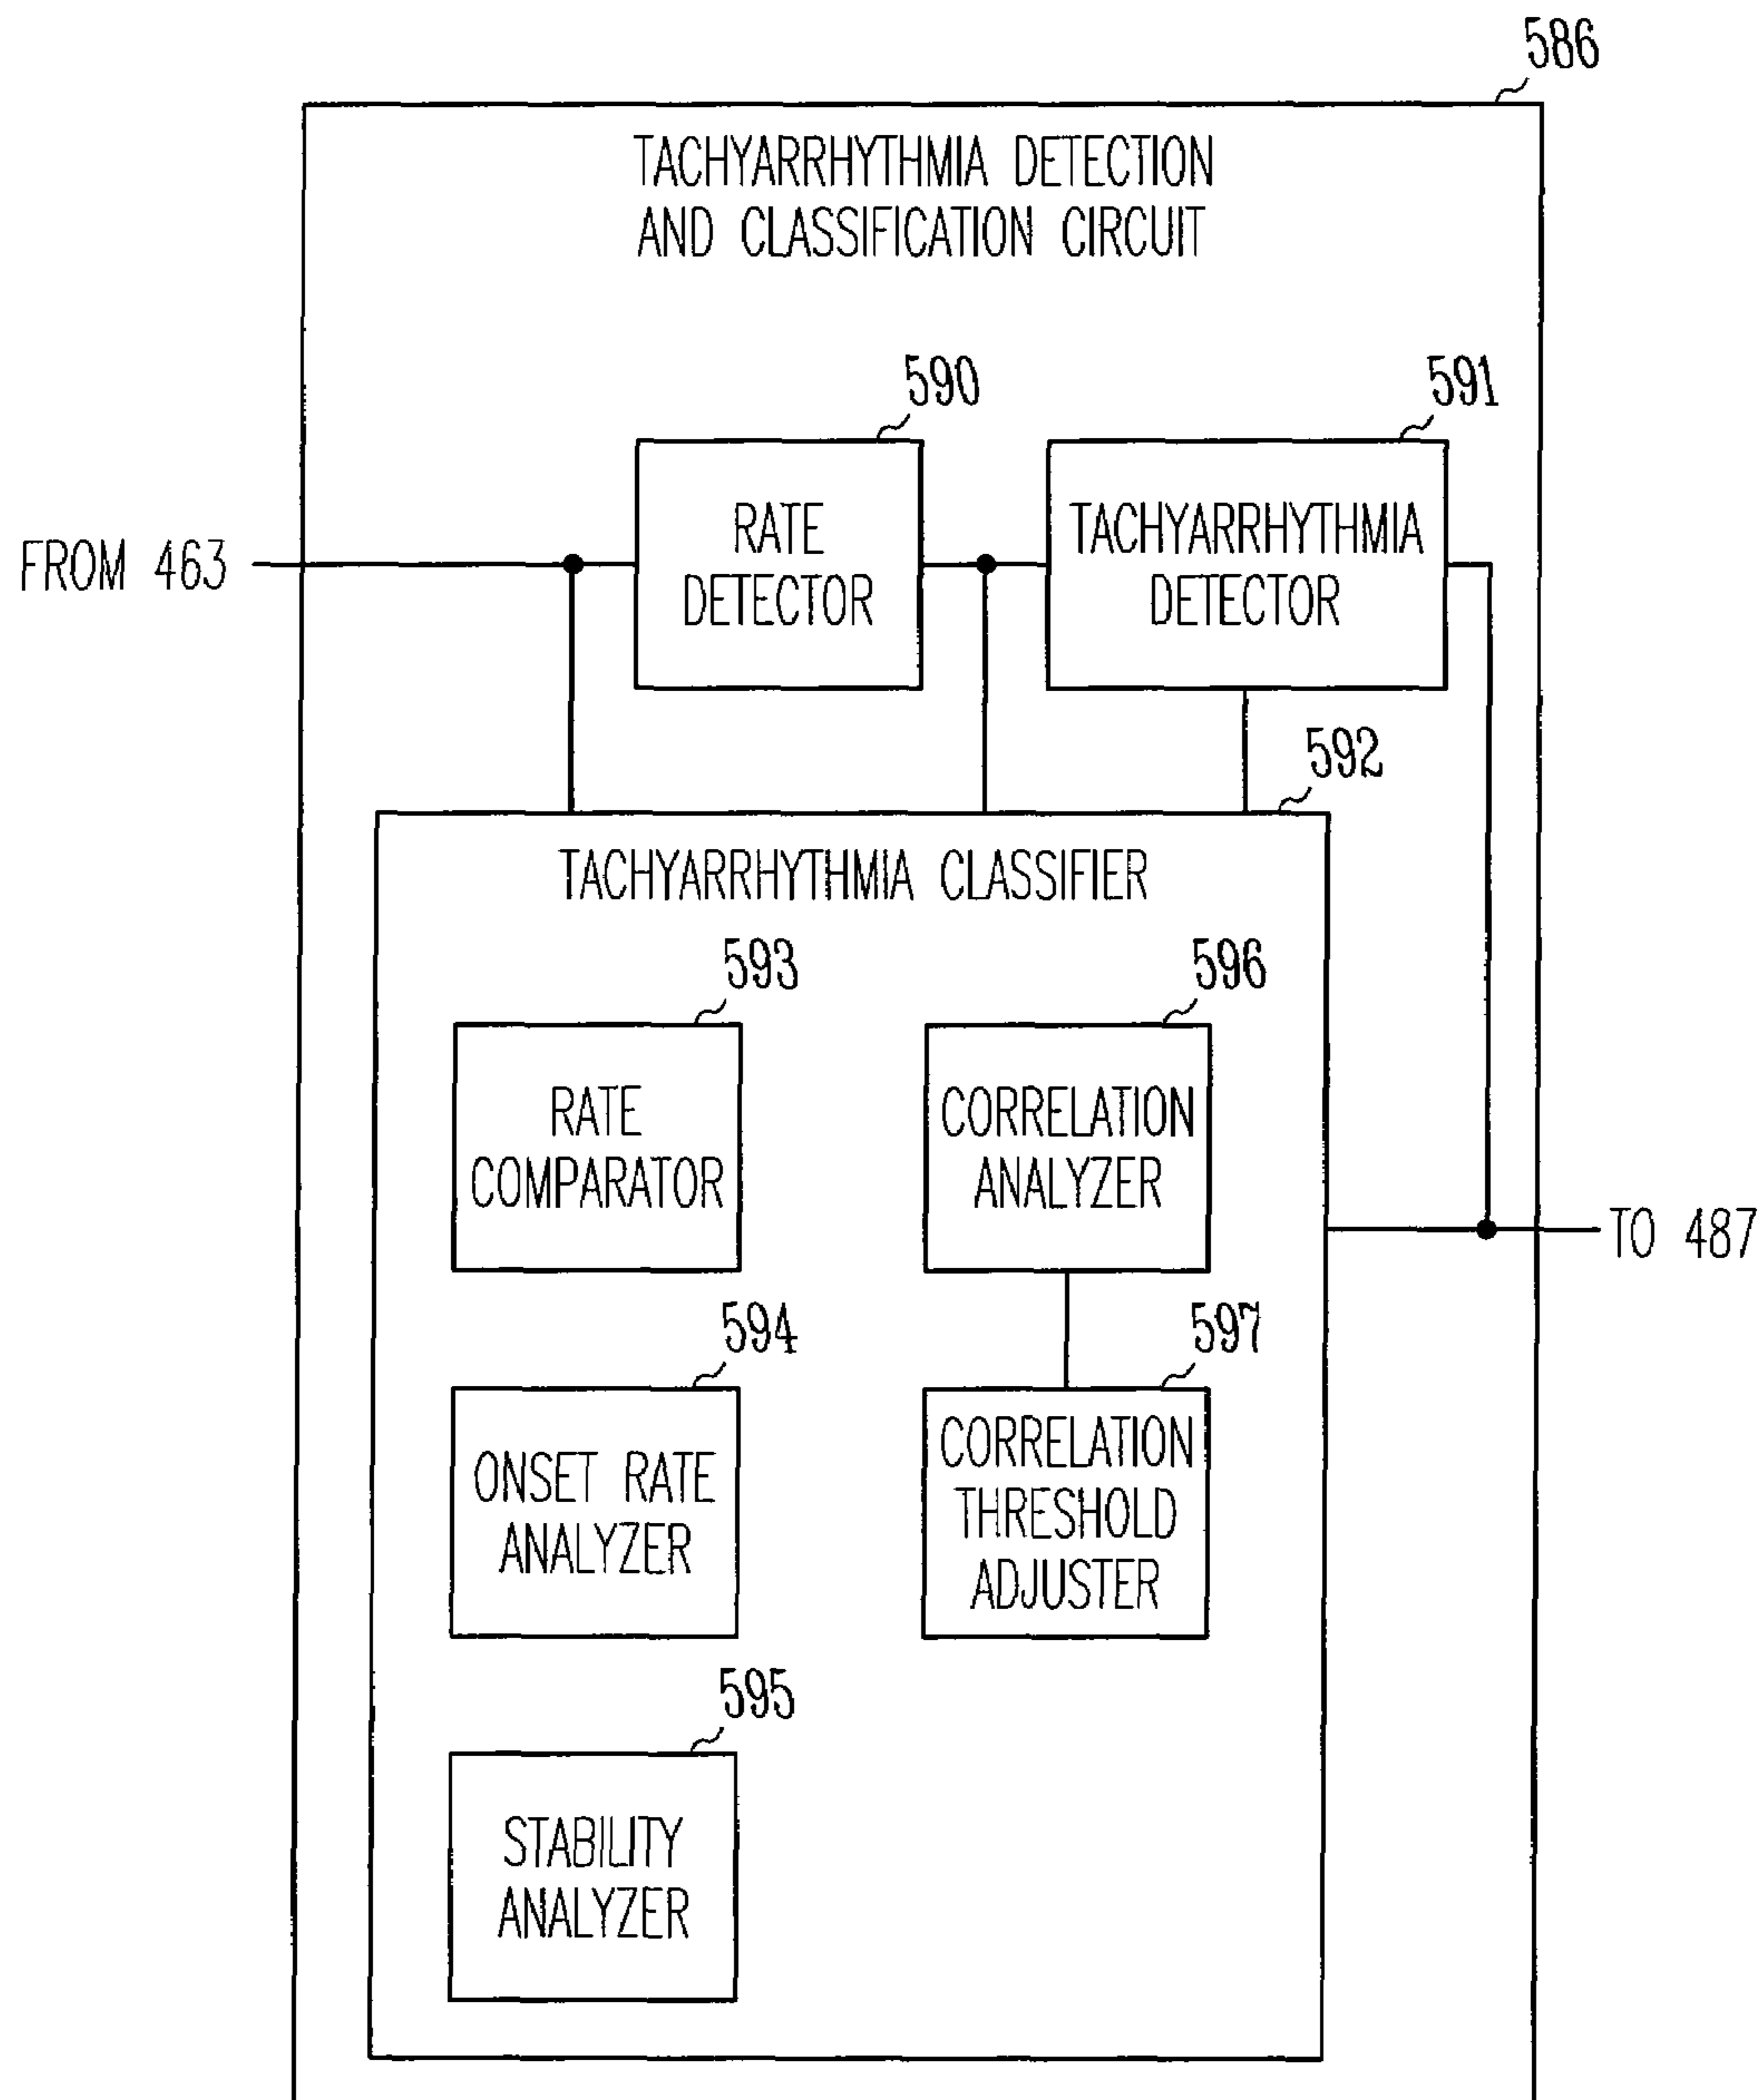 586
TACHYARRHYTHMIA DETECTION
AND CLASSIFICATION CIRCUIT
590
591
FROM 463
RATE
DETECTOR
TACHYARRHYTHMIA
DETECTOR
592
TACHYARRHYTHMIA CLASSIFIER
593
596
RATE
COMPARATOR
CORRELATION
ANALYZER
TO 487
594
597
ONSET RATE
ANALYZER
CORRELATION
THRESHOLD
ADJUSTER
595
STABILITY
ANALYZER